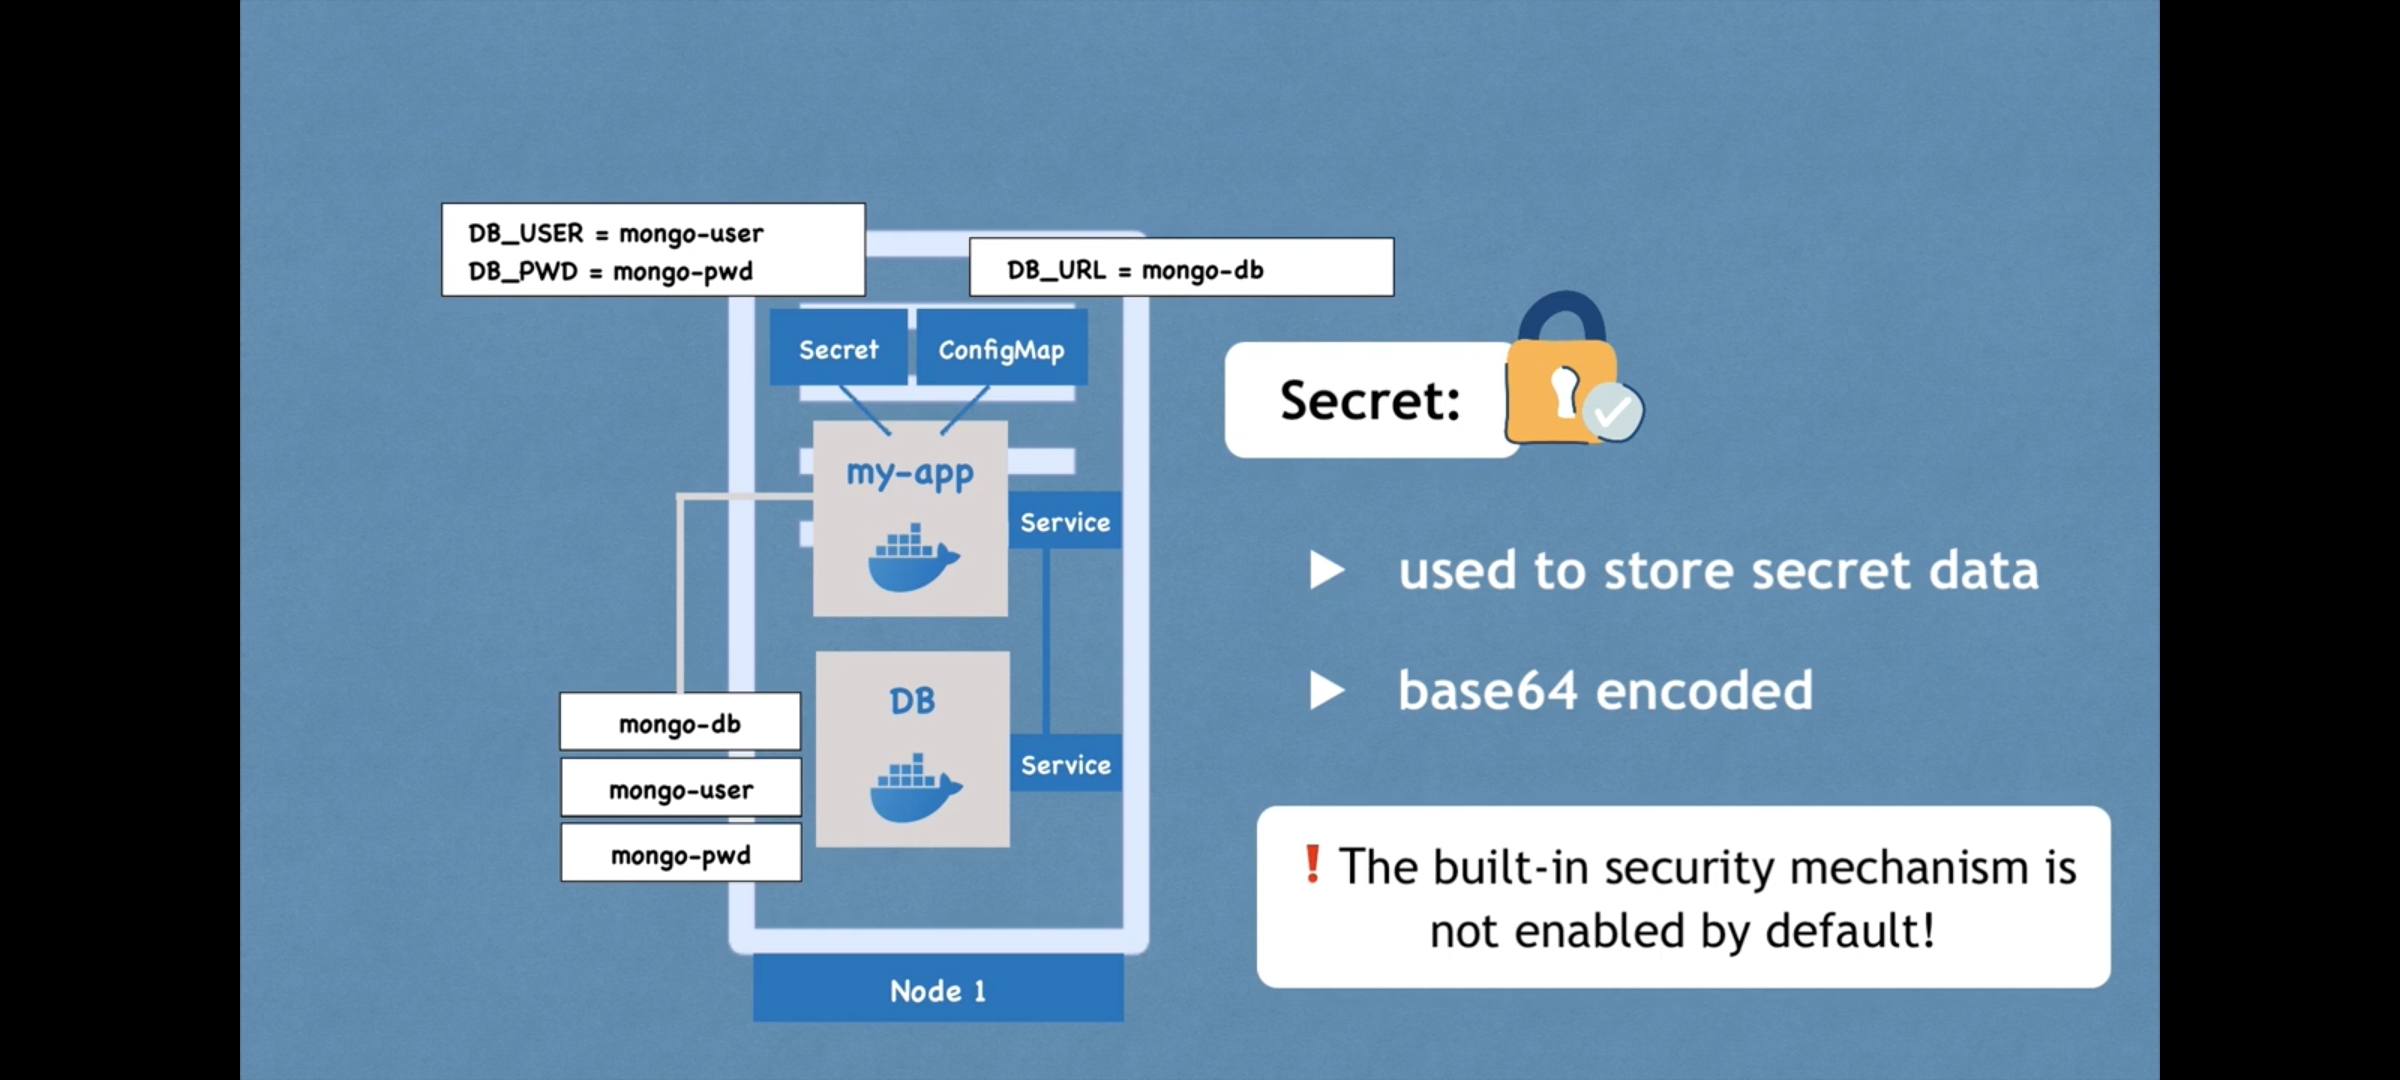 DB_USER = mongo-user
DB_PWD = mongo-pwd
DB_URL = mongo-db
Secret
ConfigMap
my-app
Service
DB
Service
mongo-db
mongo-user
mongo-pwd
Node 1
Secret:
used to store secret data
base64 encoded
! The built-in security mechanism is
not enabled by default!